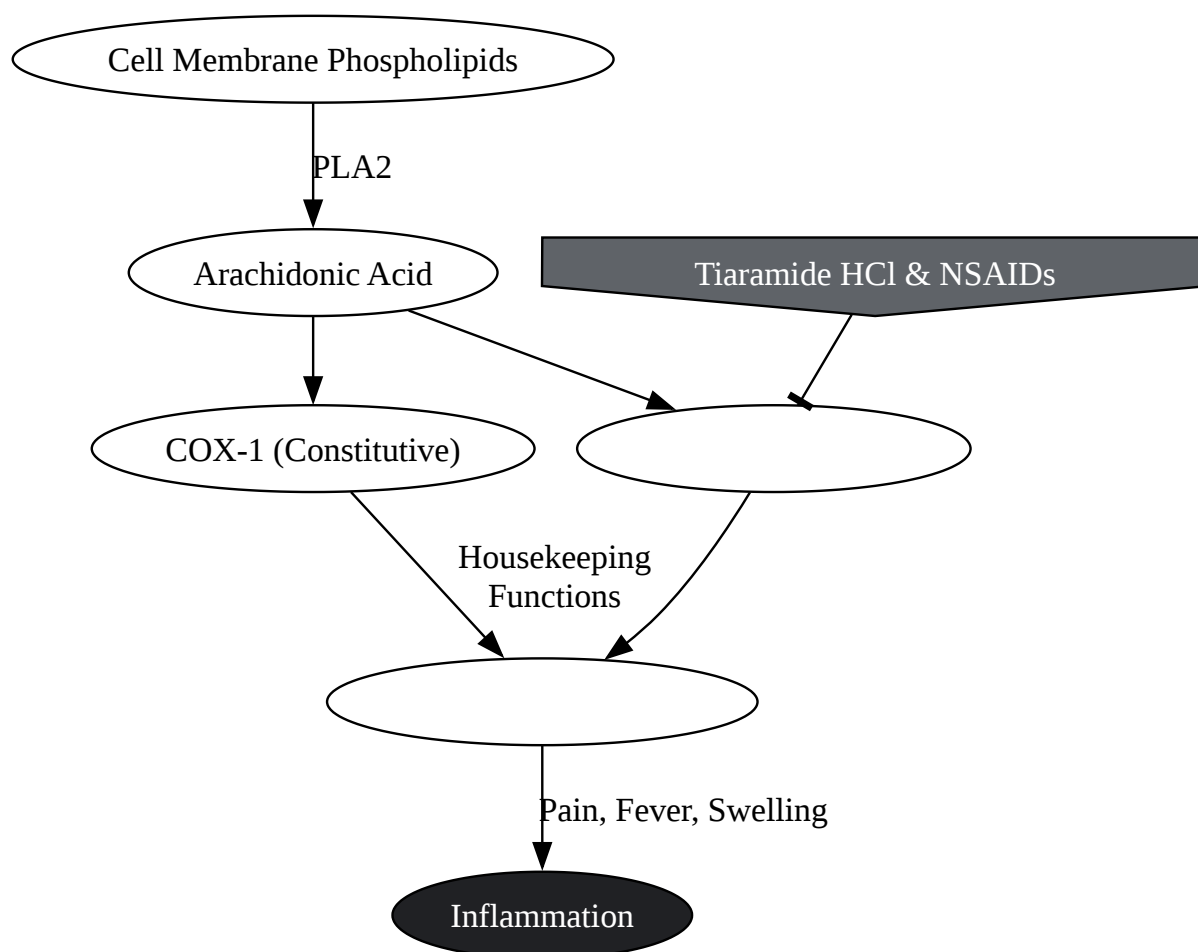 Cell Membrane Phospholipids
PLA2
Arachidonic Acid
Tiaramide HCl & NSAIDs
COX-1 (Constitutive)
Housekeeping
Functions
Pain, Fever, Swelling
Inflammation